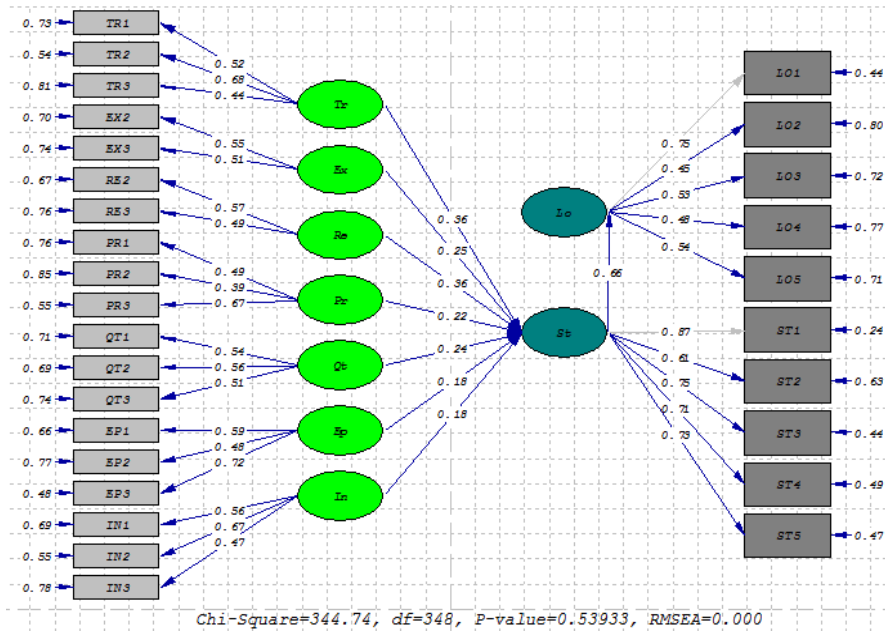 0.73 TR1
0.54 TR2
0.81 TR3
0.70 EX2
0.74 EX3
0.67 RE2
0.76 RE3
0.76 PR1
0.85 PR2
0.55 PR3
0.71 QT1
0.69 QT2
0.74 QT3
0.66 EP1
0.77 EP2
0.48 EP3
0.69 IN1
0.55 IN2
0.78 IN3
0.52
0.68
0.44
0.55
0.51
0.57
0.49
0.49
0.39
0.67
0.54
0.56
0.51
0.59
0.48
0.72
0.56
0.67
0.47
Tr
Ex
Re
Pr
Qt
Ep
In
0.36
0.25
0.36
0.22
0.24
0.18
0.18
Lo
0.66
St
0.75
0.45
0.53
0.48
0.54
0.87
0.61
0.75
0.71
0.73
LO1 0.44
LO2 0.80
LO3 0.72
LO4 0.77
LO5 0.71
ST1 0.24
ST2 0.63
ST3 0.44
ST4 0.49
ST5 0.47
Chi-Square=344.74, df=348, P-value=0.53933, RMSEA=0.000